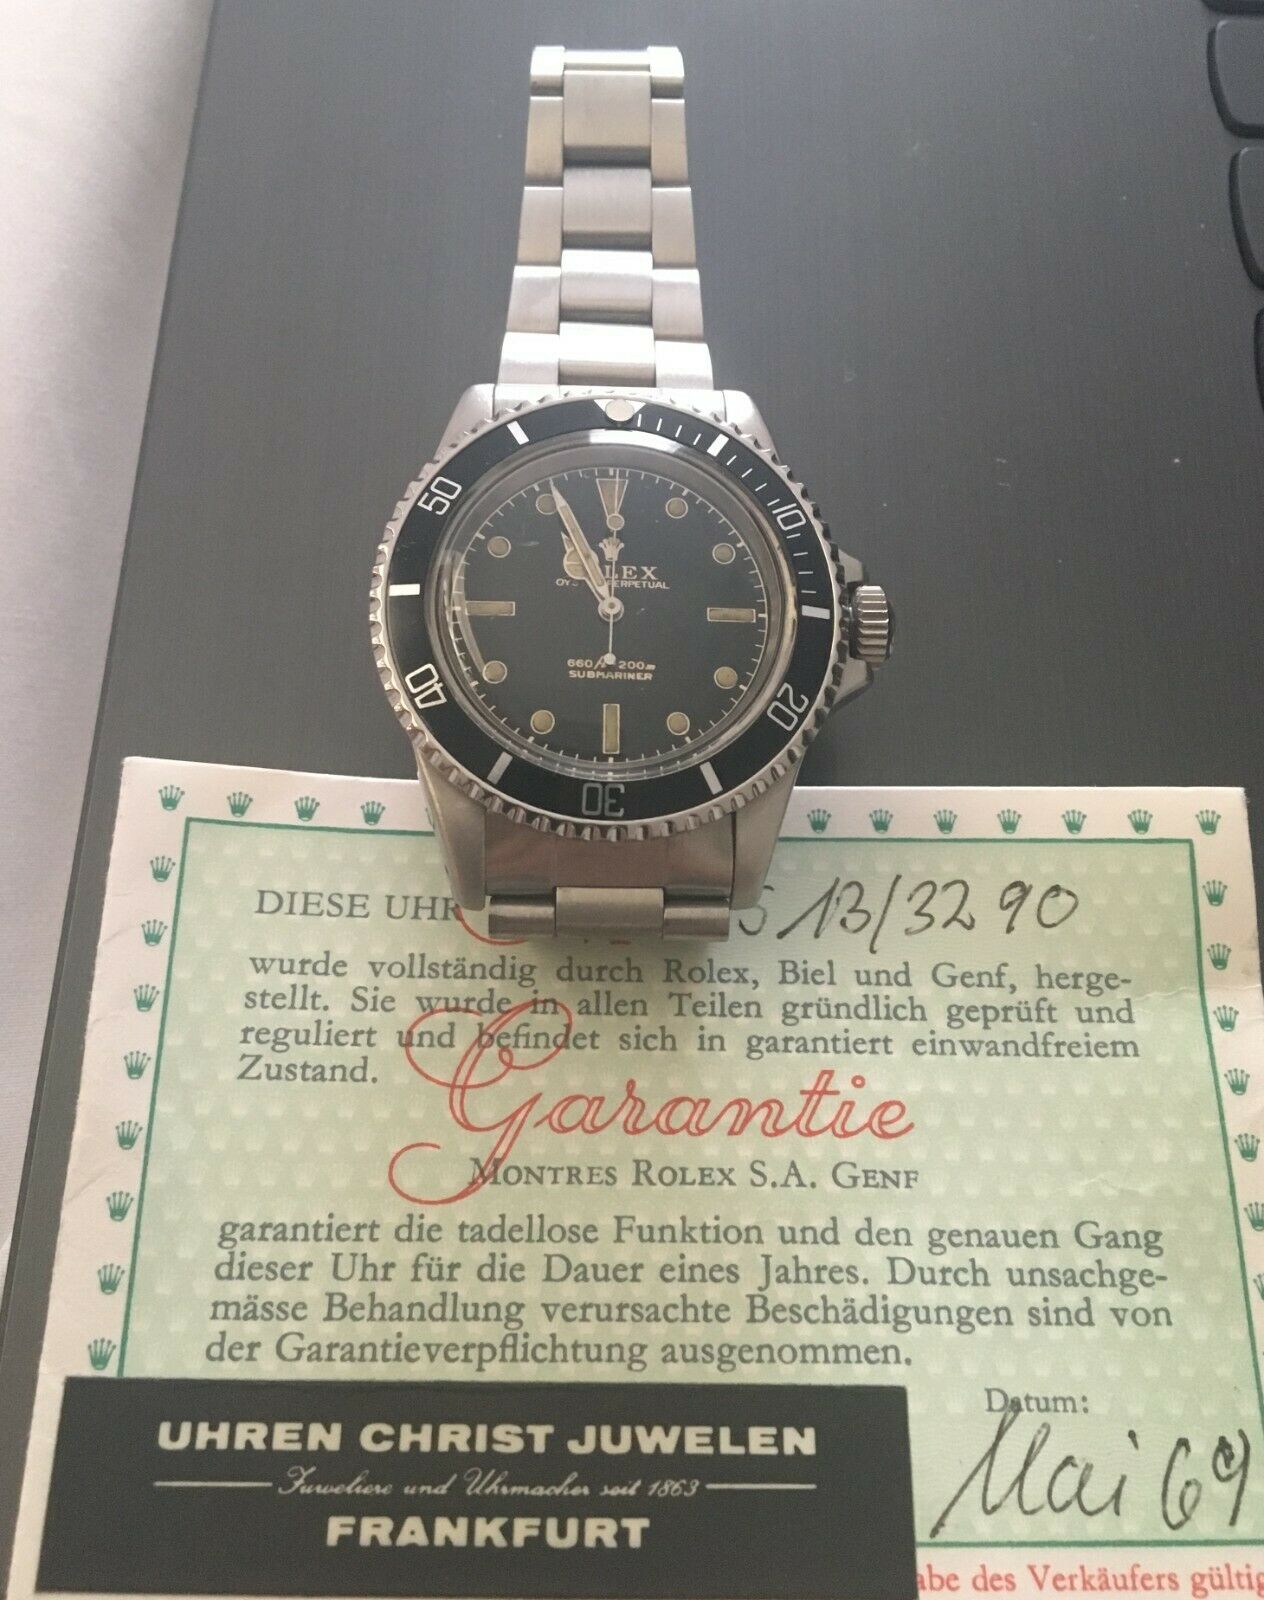 50
10
40
20
30
ROLEX
OYSTER PERPETUAL
660ft = 200m
SUBMARINER
DIESE UHR S 13/3290
wurde vollständig durch Rolex, Biel und Genf, herge-
stellt. Sie wurde in allen Teilen gründlich geprüft und
reguliert und befindet sich in garantiert einwandfreiem
Zustand.
Garantie
MONTRES ROLEX S.A. GENF
garantiert die tadellose Funktion und den genauen Gang
dieser Uhr für die Dauer eines Jahres. Durch unsachge-
mässe Behandlung verursachte Beschädigungen sind von
der Garantieverpflichtung ausgenommen.
Datum:
Mai 69
UHREN CHRIST JUWELEN
Juweliere und Uhrmacher seit 1863
FRANKFURT
abe des Verkäufers gültig